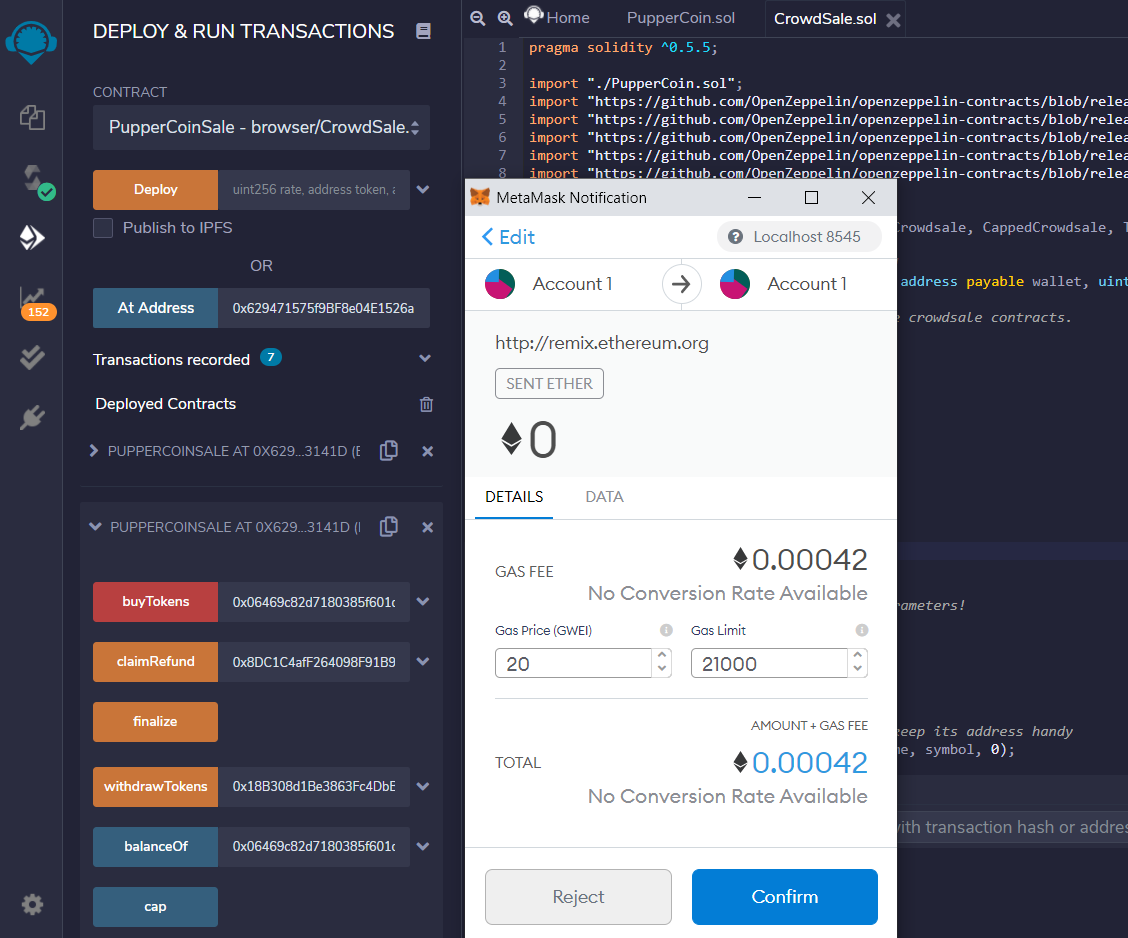 DEPLOY & RUN TRANSACTIONS
CONTRACT
PupperCoinSale - browser/CrowdSale.
Deploy
uint256 rate, address token, a
Publish to IPFS
OR
At Address
0x629471575f9BF8e04E1526a
152
Transactions recorded 7
Deployed Contracts
PUPPERCOINSALE AT 0X629...3141D (
PUPPERCOINSALE AT 0X629...3141D (
buyTokens
0x06469c82d7180385f601c
claimRefund
0x8DC1C4afF264098F91B9
finalize
withdrawTokens
0x18B308d1Be3863Fc4DbE
balanceOf
0x06469c82d7180385f601c
cap
Home
PupperCoin.sol
CrowdSale.sol
1 pragma solidity ^0.5.5;
2
3 import "./PupperCoin.sol";
4 import "https://github.com/OpenZeppelin/openzeppelin-contracts/blob/relea
5 import "https://github.com/OpenZeppelin/openzeppelin-contracts/blob/relea
6 import "https://github.com/OpenZeppelin/openzeppelin-contracts/blob/relea
7 import "https://github.com/OpenZeppelin/openzeppelin-contracts/blob/relea
8 import "https://github.com/OpenZeppelin/openzeppelin-contracts/blob/relea
Crowdsale, CappedCrowdsale, T
address payable wallet, uint
e crowdsale contracts.
rameters!
keep its address handy
me, symbol, 0);
with transaction hash or addres
MetaMask Notification
Edit
? Localhost 8545
Account 1
Account 1
http://remix.ethereum.org
SENT ETHER
0
DETAILS
DATA
GAS FEE
0.00042
No Conversion Rate Available
Gas Price (GWEI)
Gas Limit
20
21000
AMOUNT + GAS FEE
TOTAL
0.00042
No Conversion Rate Available
Reject
Confirm